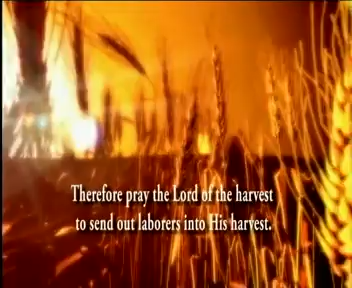 Therefore pray the Lord of the harvest
to send out laborers into His harvest.